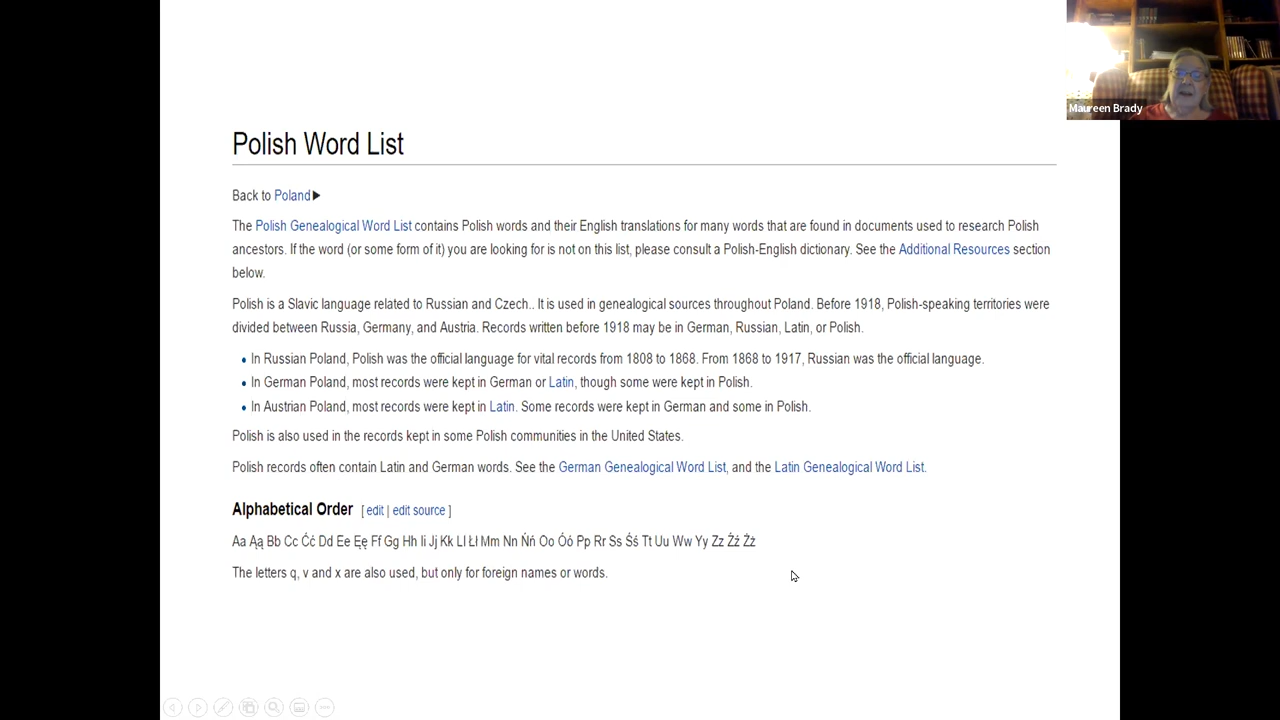 Maureen Brady
Polish Word List
Back to Poland▶
The Polish Genealogical Word List contains Polish words and their English translations for many words that are found in documents used to research Polish
ancestors. If the word (or some form of it) you are looking for is not on this list, please consult a Polish-English dictionary. See the Additional Resources section
below.
Polish is a Slavic language related to Russian and Czech.. It is used in genealogical sources throughout Poland. Before 1918, Polish-speaking territories were
divided between Russia, Germany, and Austria. Records written before 1918 may be in German, Russian, Latin, or Polish.
• In Russian Poland, Polish was the official language for vital records from 1808 to 1868. From 1868 to 1917, Russian was the official language.
• In German Poland, most records were kept in German or Latin, though some were kept in Polish.
• In Austrian Poland, most records were kept in Latin. Some records were kept in German and some in Polish.
Polish is also used in the records kept in some Polish communities in the United States.
Polish records often contain Latin and German words. See the German Genealogical Word List, and the Latin Genealogical Word List.
Alphabetical Order [ edit | edit source ]
Aa Ąą Bb Cc Ćć Dd Ee Ęę Ff Gg Hh Ii Jj Kk Ll Łł Mm Nn Ńń Oo Óó Pp Rr Ss Śś Tt Uu Ww Yy Zz Źź Żż
The letters q, v and x are also used, but only for foreign names or words.